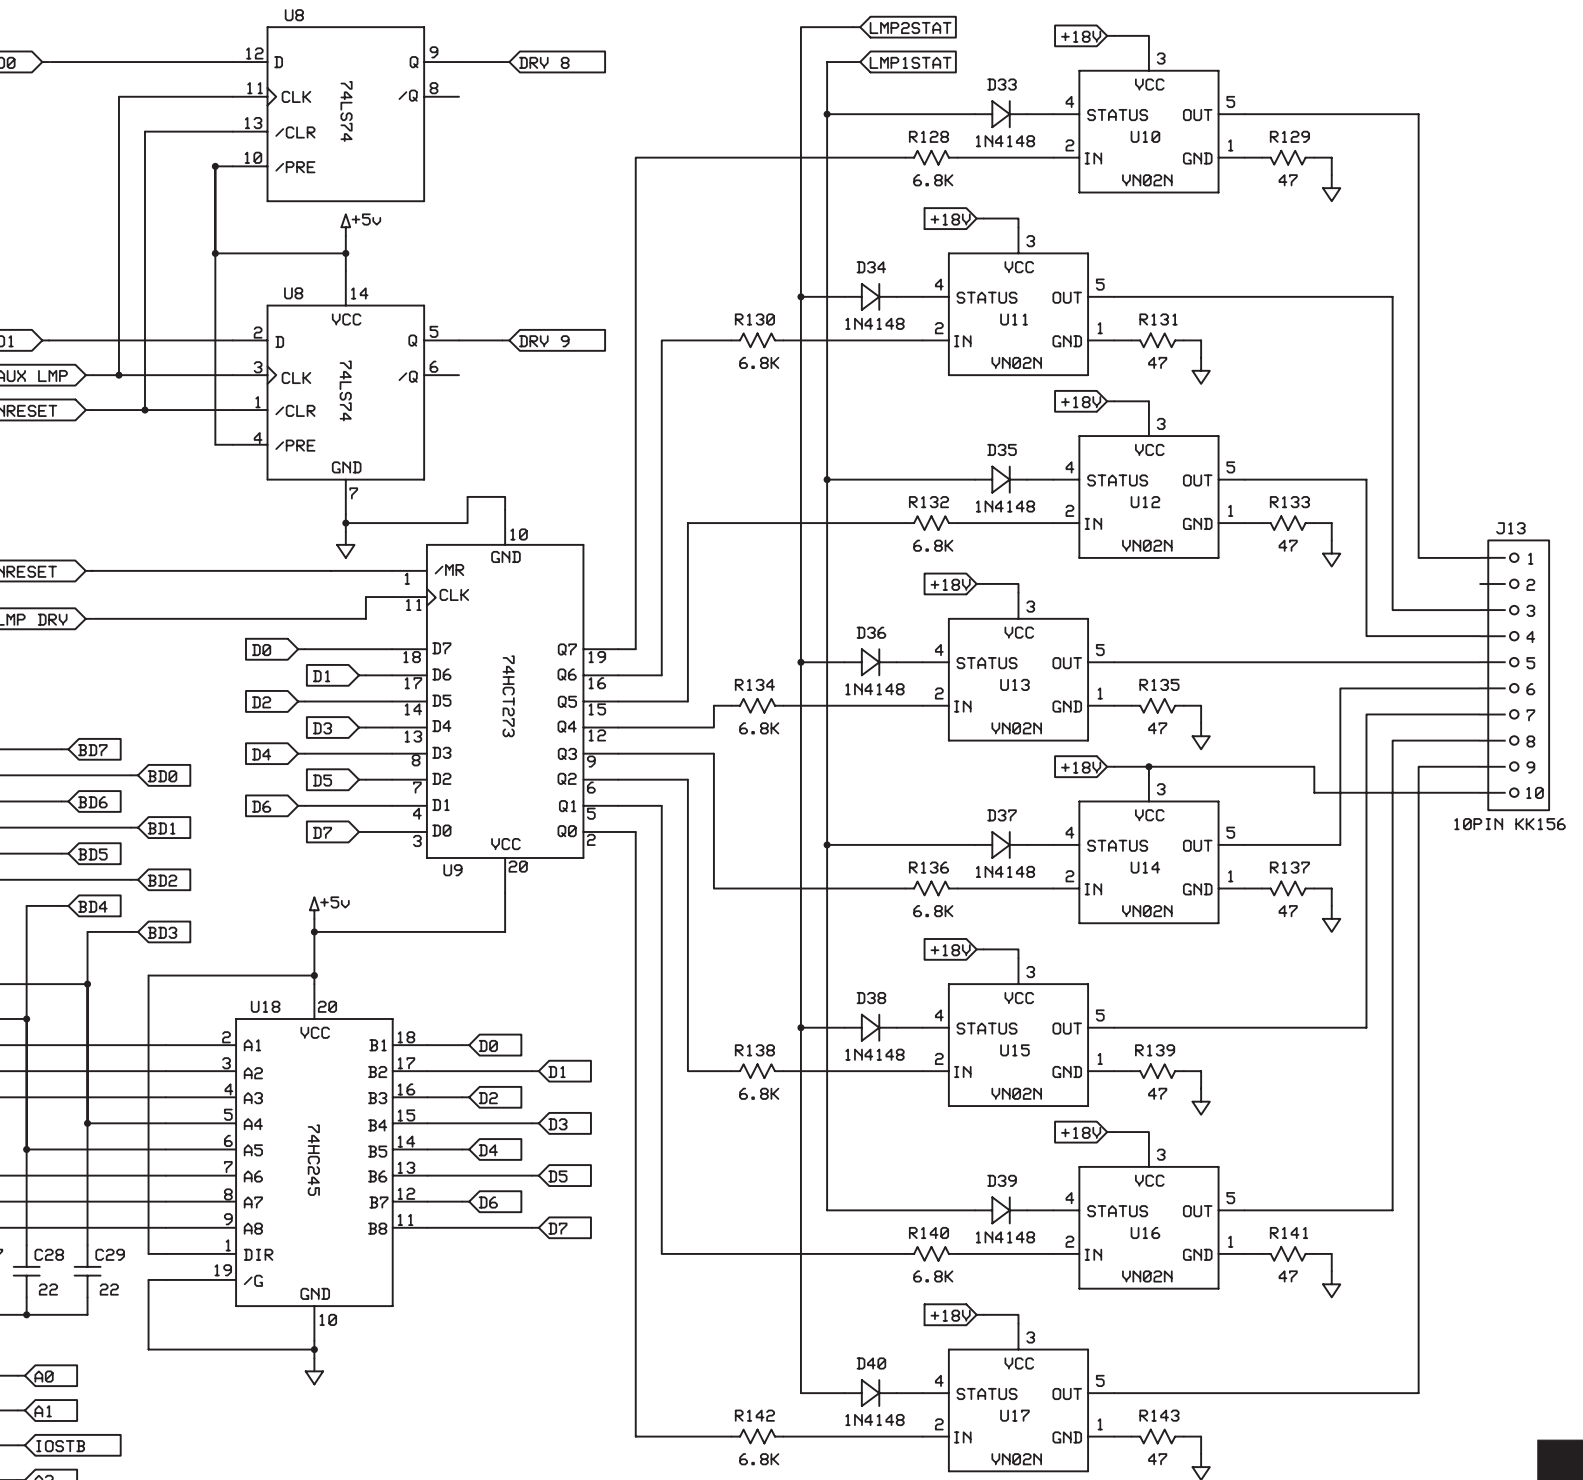 U8
D0
12 D
Q 9
DRV 8
11 CLK
/Q 8
13 /CLR
10 /PRE
74LS74
+5v
U8
14
VCC
D1
2 D
Q 5
DRV 9
AUX LMP
3 CLK
/Q 6
NRESET
1 /CLR
4 /PRE
74LS74
GND
7
10
GND
NRESET
1 /MR
LMP DRV
11 CLK
D0
18 D7
Q7 19
D1
17 D6
Q6 16
D2
14 D5
Q5 15
D3
13 D4
Q4 12
D4
8 D3
Q3 9
D5
7 D2
Q2 6
D6
4 D1
Q1 5
D7
3 D0
Q0 2
74HCT273
VCC
U9
20
BD7
BD0
BD6
BD1
BD5
BD2
BD4
BD3
+5v
U18
20
VCC
2 A1
B1 18
D0
3 A2
B2 17
D1
4 A3
B3 16
D2
5 A4
B4 15
D3
6 A5
B5 14
D4
7 A6
B6 13
D5
8 A7
B7 12
D6
9 A8
B8 11
D7
1 DIR
19 /G
74HC245
GND
10
C28
22
C29
22
A0
A1
IOSTB
LMP2STAT
LMP1STAT
+18V
3
VCC
D33
1N4148
4 STATUS
OUT 5
U10
R128
6.8K
2 IN
GND 1
VN02N
R129
47
+18V
3
VCC
D34
1N4148
4 STATUS
OUT 5
U11
R130
6.8K
2 IN
GND 1
VN02N
R131
47
+18V
3
VCC
D35
1N4148
4 STATUS
OUT 5
U12
R132
6.8K
2 IN
GND 1
VN02N
R133
47
+18V
3
VCC
D36
1N4148
4 STATUS
OUT 5
U13
R134
6.8K
2 IN
GND 1
VN02N
R135
47
+18V
3
VCC
D37
1N4148
4 STATUS
OUT 5
U14
R136
6.8K
2 IN
GND 1
VN02N
R137
47
+18V
3
VCC
D38
1N4148
4 STATUS
OUT 5
U15
R138
6.8K
2 IN
GND 1
VN02N
R139
47
+18V
3
VCC
D39
1N4148
4 STATUS
OUT 5
U16
R140
6.8K
2 IN
GND 1
VN02N
R141
47
+18V
3
VCC
D40
1N4148
4 STATUS
OUT 5
U17
R142
6.8K
2 IN
GND 1
VN02N
R143
47
J13
1
2
3
4
5
6
7
8
9
10
10PIN KK156